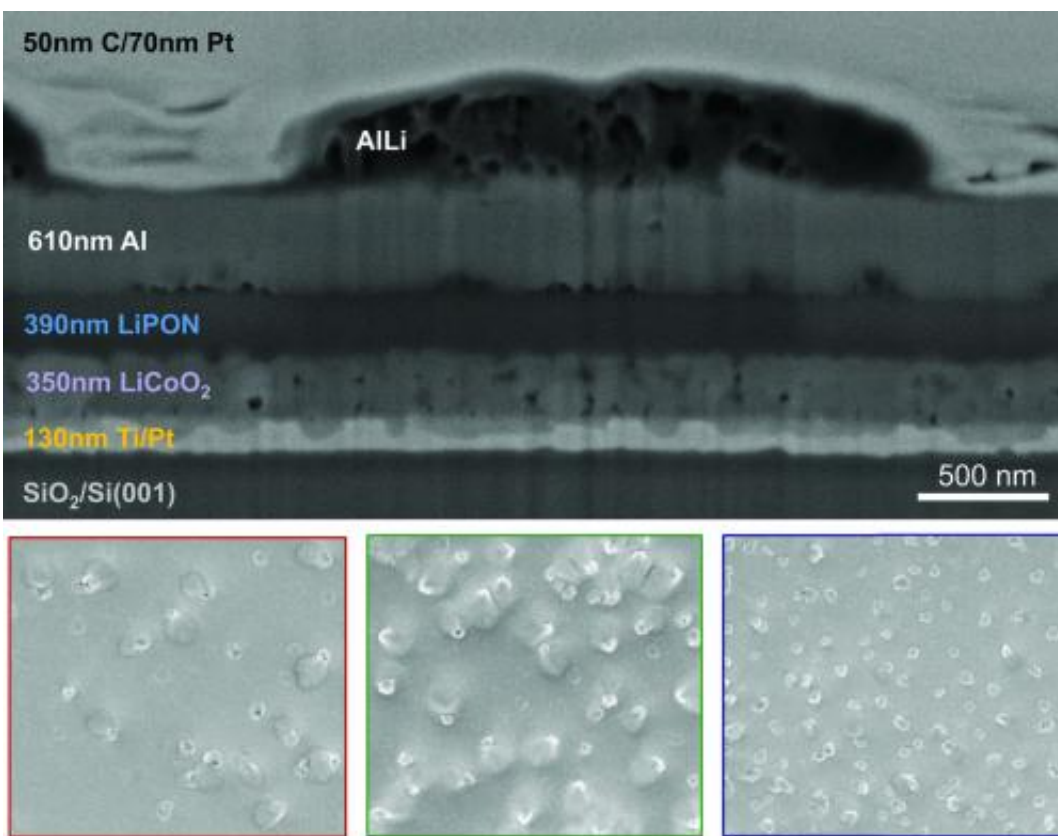 50nm C/70nm Pt
AlLi
610nm Al
390nm LiPON
350nm LiCoO₂
130nm Ti/Pt
SiO₂/Si(001)
500 nm